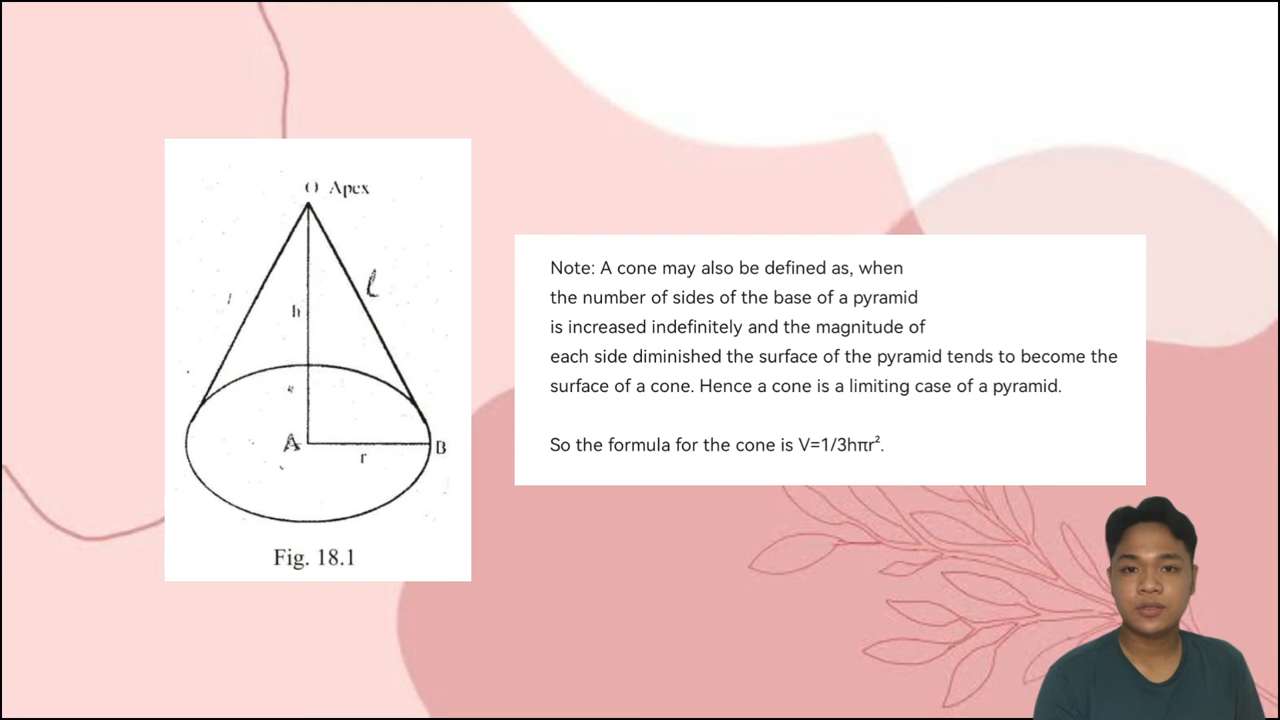 O Apex
l
l
h
A
B
r
Fig. 18.1
Note: A cone may also be defined as, when
the number of sides of the base of a pyramid
is increased indefinitely and the magnitude of
each side diminished the surface of the pyramid tends to become the
surface of a cone. Hence a cone is a limiting case of a pyramid.
So the formula for the cone is V=1/3hπr².